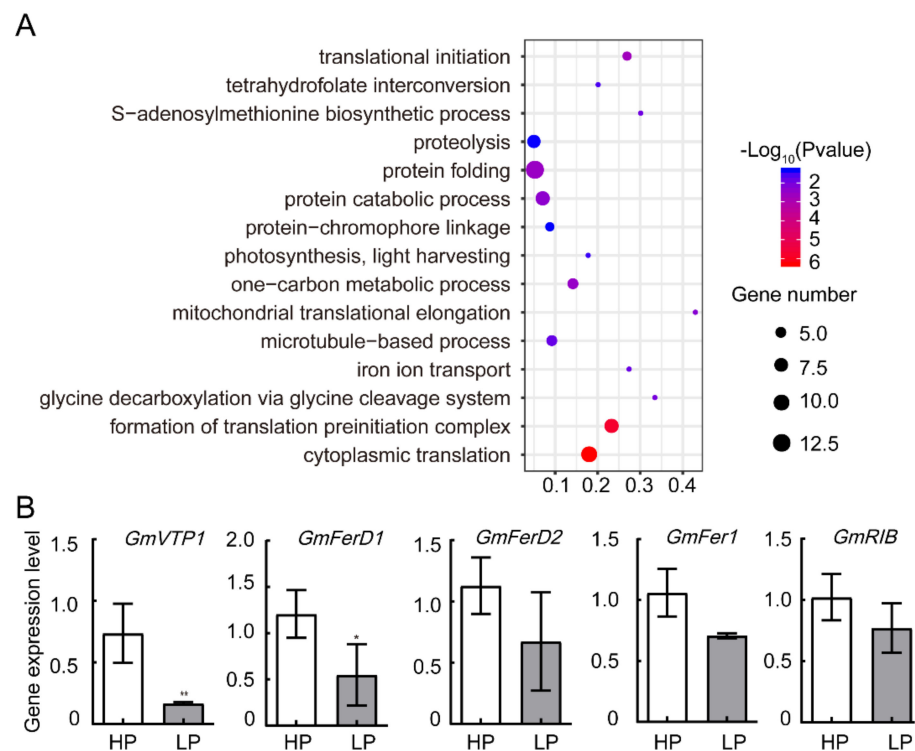 A
translational initiation
tetrahydrofolate interconversion
S−adenosylmethionine biosynthetic process
proteolysis
protein folding
protein catabolic process
protein−chromophore linkage
photosynthesis, light harvesting
one−carbon metabolic process
mitochondrial translational elongation
microtubule−based process
iron ion transport
glycine decarboxylation via glycine cleavage system
formation of translation preinitiation complex
cytoplasmic translation
0.1 0.2 0.3 0.4
-Log10(Pvalue)
2
3
4
5
6
Gene number
5.0
7.5
10.0
12.5
B
Gene expression level
GmVTP1
1.5
1.0
0.5
0
**
HP LP
GmFerD1
2.0
1.5
1.0
0.5
0
*
HP LP
GmFerD2
1.5
1.0
0.5
0
HP LP
GmFer1
1.5
1.0
0.5
0
HP LP
GmRIB
1.5
1.0
0.5
0
HP LP